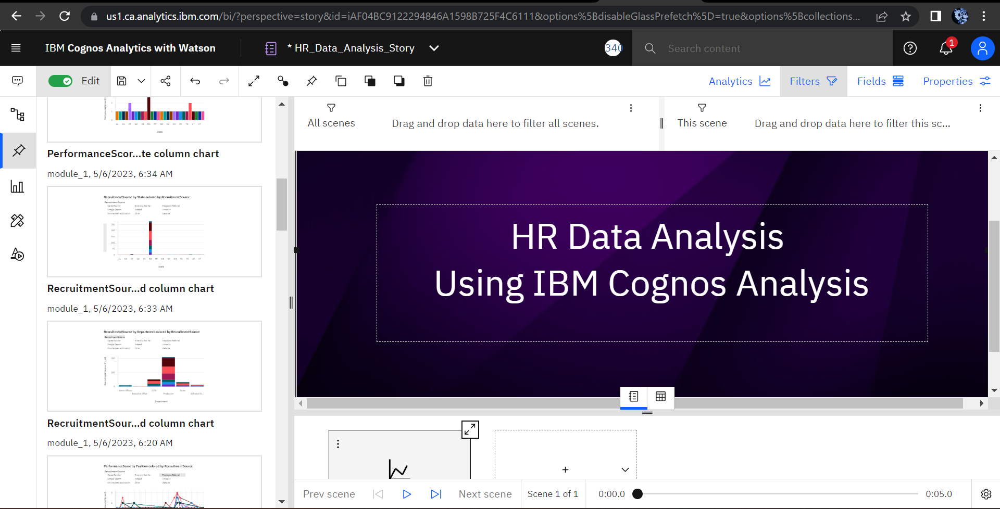 us1.ca.analytics.ibm.com/bi/?perspective=story&id=iAF04BC9122294846A1598B725F4C6111&options%5BdisableGlassPrefetch%5D=true&options%5Bcollections...
IBM Cognos Analytics with Watson
* HR_Data_Analysis_Story
340
Search content
1
Edit
Analytics
Filters
Fields
Properties
All scenes
Drag and drop data here to filter all scenes.
This scene
Drag and drop data here to filter this sc...
State
PerformanceScor...te column chart
module_1, 5/6/2023, 6:34 AM
RecruitmentSource by State colored by RecruitmentSource
RecruitmentSource
State
RecruitmentSour...d column chart
module_1, 5/6/2023, 6:33 AM
RecruitmentSource by Department colored by RecruitmentSource
RecruitmentSource
Department
RecruitmentSour...d column chart
module_1, 5/6/2023, 6:20 AM
PerformanceScore by Position colored by RecruitmentSource
RecruitmentSource
HR Data Analysis
Using IBM Cognos Analysis
Prev scene
Next scene
Scene 1 of 1
0:00.0
0:05.0